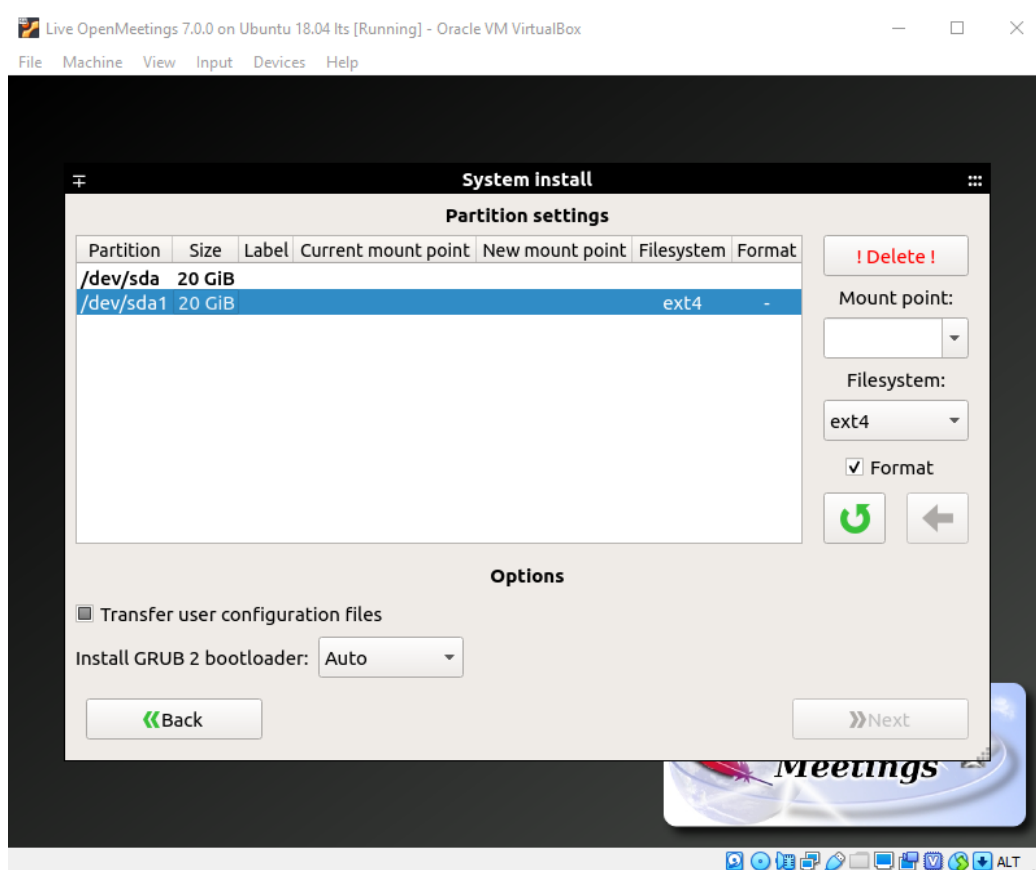 Live OpenMeetings 7.0.0 on Ubuntu 18.04 lts [Running] - Oracle VM VirtualBox
File Machine View Input Devices Help
System install
Partition settings
Partition Size Label Current mount point New mount point Filesystem Format
/dev/sda 20 GiB
/dev/sda1 20 GiB ext4 -
! Delete !
Mount point:
Filesystem:
ext4
Format
Options
Transfer user configuration files
Install GRUB 2 bootloader: Auto
Back
Next
Meetings
ALT